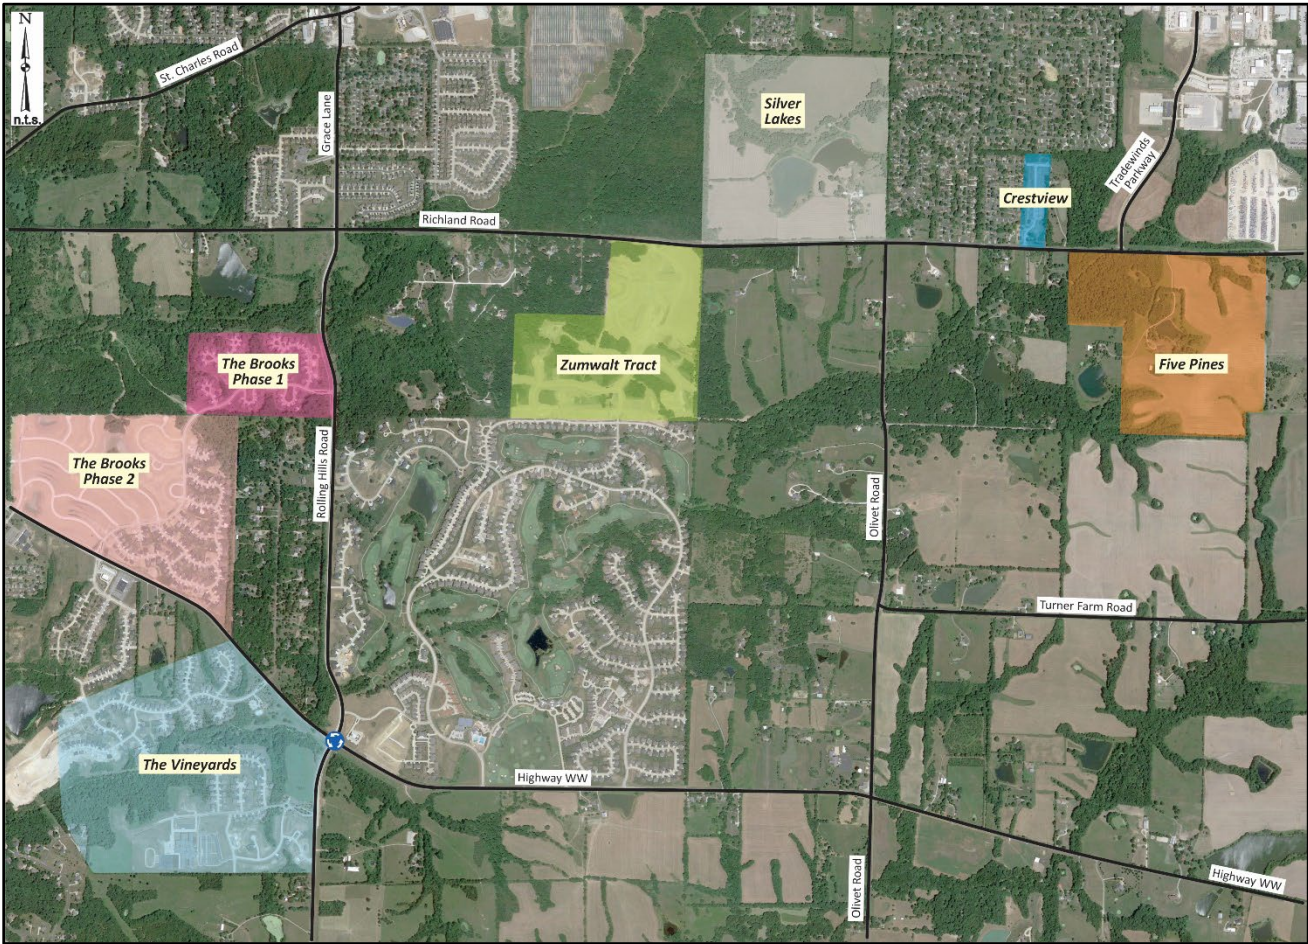 N
n.t.s.
St. Charles Road
Grace Lane
Silver
Lakes
Tradewinds
Parkway
Crestview
Richland Road
The Brooks
Phase 1
Zumwalt Tract
Five Pines
The Brooks
Phase 2
Rolling Hills Road
Olivet Road
Turner Farm Road
The Vineyards
Highway WW
Olivet Road
Highway WW